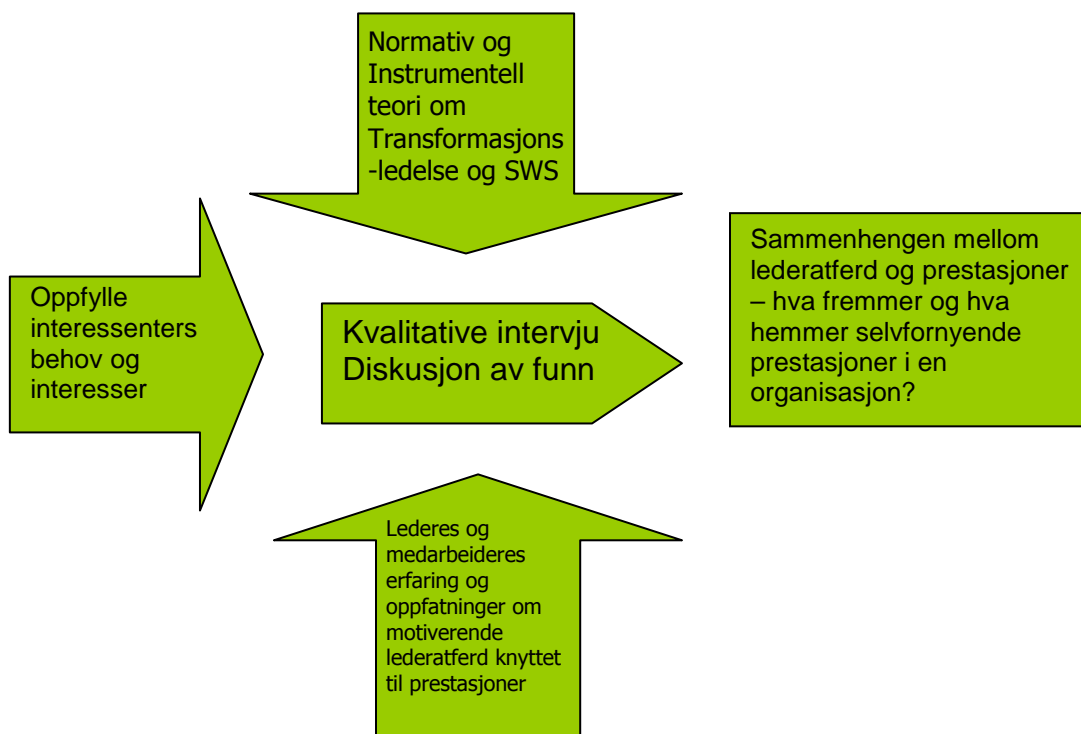 Normativ og
Instrumentell
teori om
Transformasjons
-ledelse og SWS
Oppfylle
interessenters
behov og
interesser
Kvalitative intervju
Diskusjon av funn
Sammenhengen mellom
lederatferd og prestasjoner
– hva fremmer og hva
hemmer selvfornyende
prestasjoner i en
organisasjon?
Lederes og
medarbeideres
erfaring og
oppfatninger om
motiverende
lederatferd knyttet
til prestasjoner